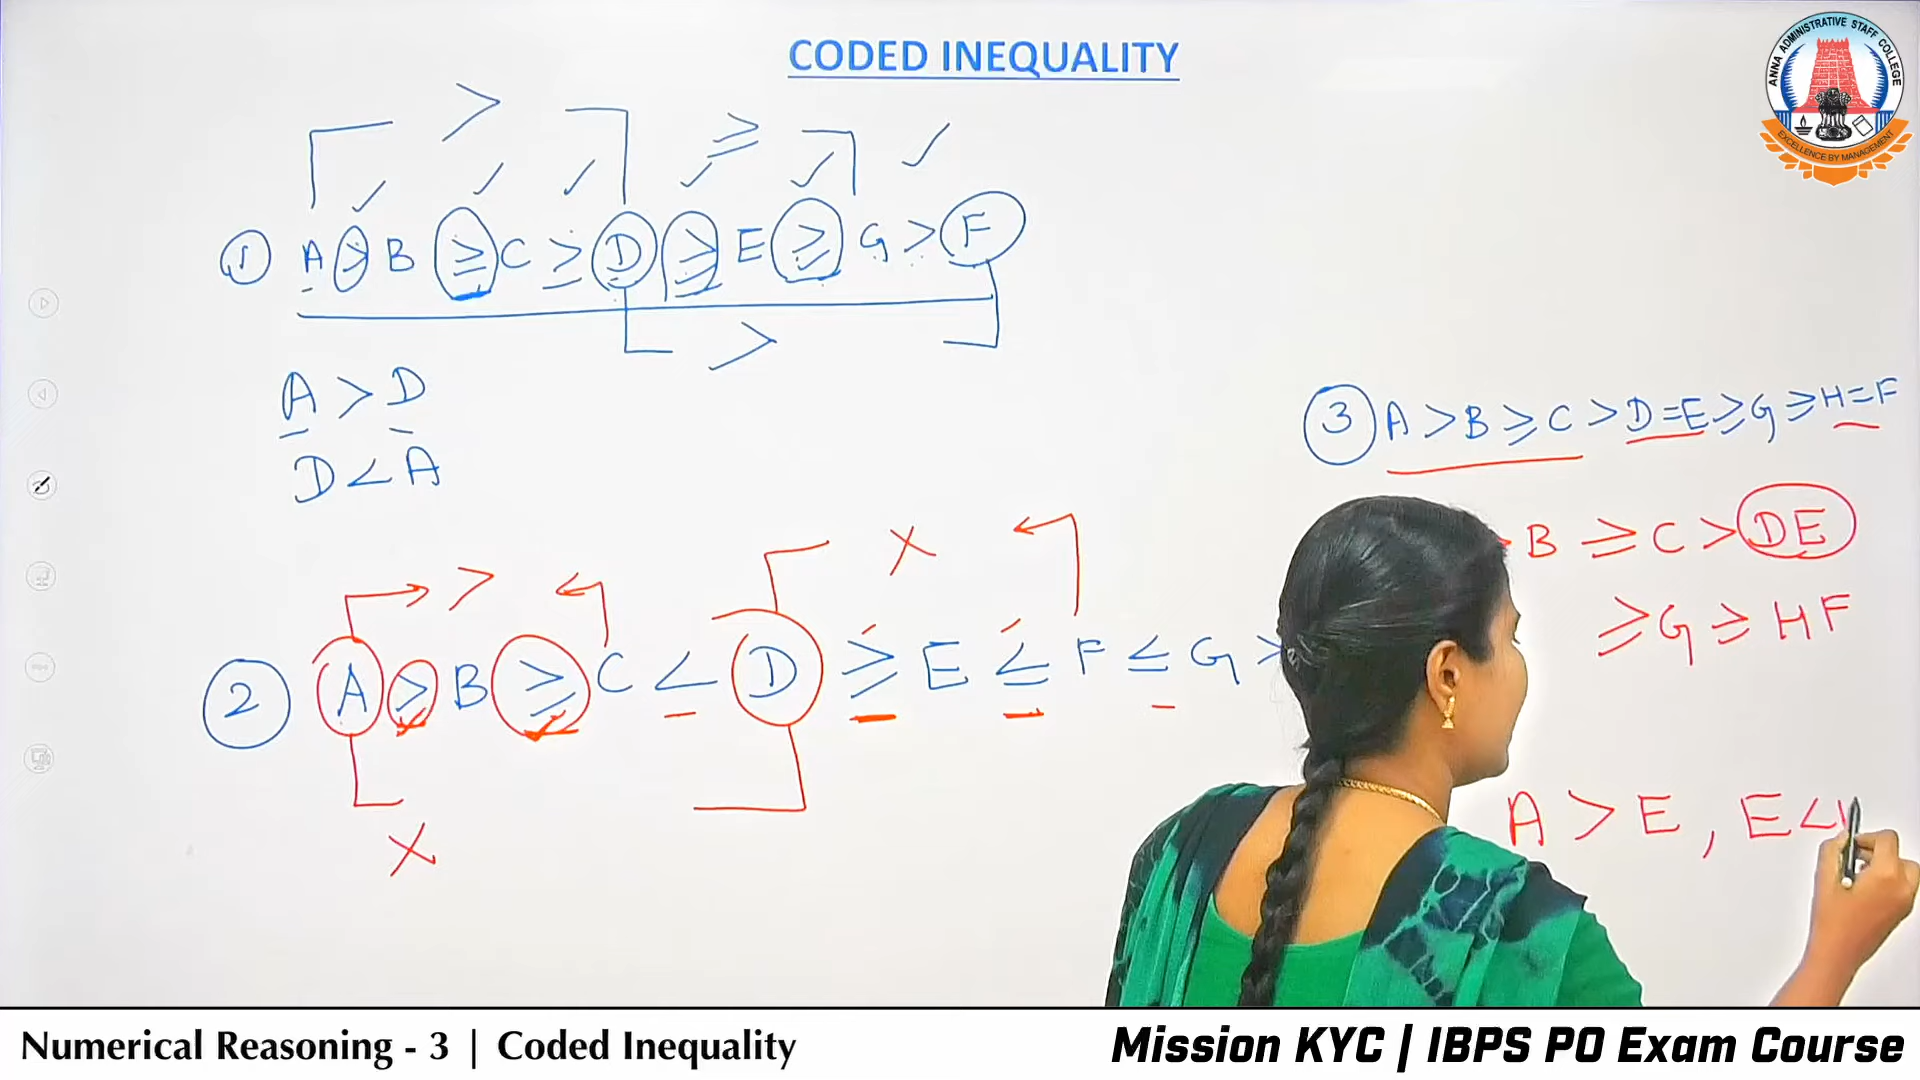 CODED INEQUALITY
ANNA ADMINISTRATIVE STAFF COLLEGE
EXCELLENCE BY MANAGEMENT
> ≥
① A > B ≥ C ≥ D ≥ E ≥ G > F
>
A > D
D < A
③ A > B ≥ C > D = E ≥ G ≥ H = F
B ≥ C > DE
≥ G ≥ HF
> X
② A > B ≥ C < D ≥ E ≤ F ≤ G >
X
A > E , E <
Numerical Reasoning - 3 | Coded Inequality
Mission KYC | IBPS PO Exam Course